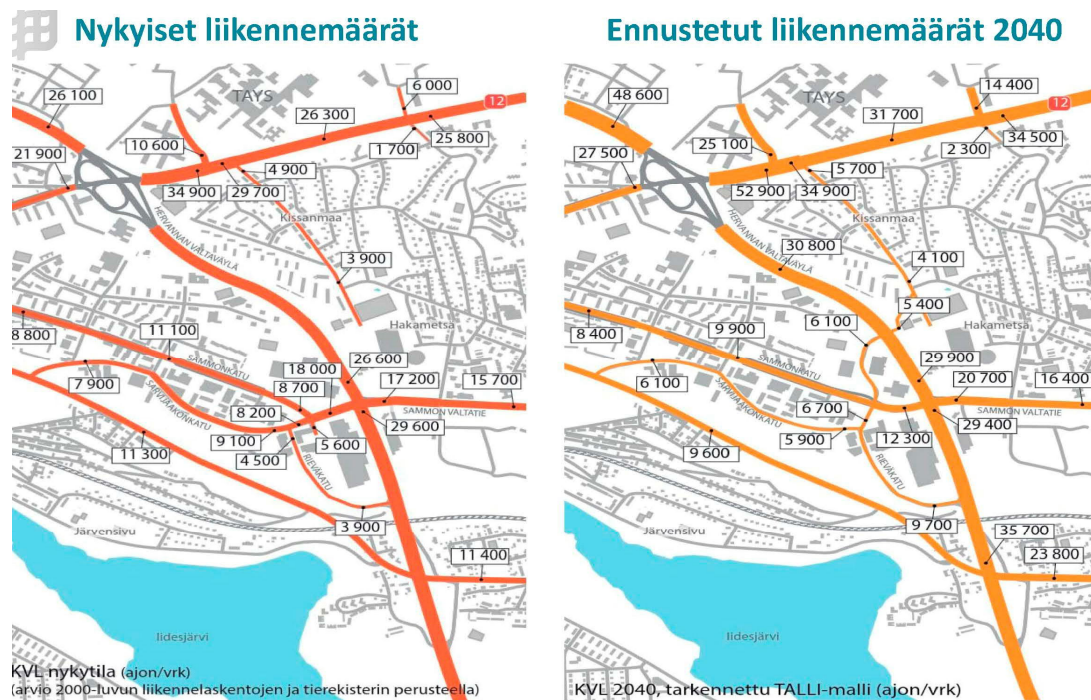 Nykyiset liikennemäärät
26 100
TAYS
6 000
12
26 300
21 900
10 600
4 900
1 700
25 800
34 900
29 700
Kissanmaa
HERVANNAN VALTAVÄYLÄ
3 900
8 800
11 100
Hakametsä
SAMMONKATU
26 600
18 000
7 900
8 700
17 200
15 700
SARVIJAAKONKATU
8 200
SAMMON VALTATIE
9 100
5 600
29 600
11 300
4 500
RIEVÄKATU
Järvensivu
3 900
11 400
Iidesjärvi
KVL nykytila (ajon/vrk)
(arvio 2000-luvun liikennelaskentojen ja tierekisterin perusteella)
Ennustetut liikennemäärät 2040
48 600
TAYS
14 400
12
31 700
27 500
25 100
5 700
2 300
34 500
52 900
34 900
Kissanmaa
HERVANNAN VALTAVÄYLÄ
30 800
4 100
5 400
8 400
9 900
6 100
Hakametsä
SAMMONKATU
29 900
6 100
20 700
16 400
SARVIJAAKONKATU
6 700
SAMMON VALTATIE
5 900
12 300
29 400
9 600
RIEVÄKATU
Järvensivu
9 700
35 700
23 800
Iidesjärvi
KVL 2040, tarkennettu TALLI-malli (ajon/vrk)